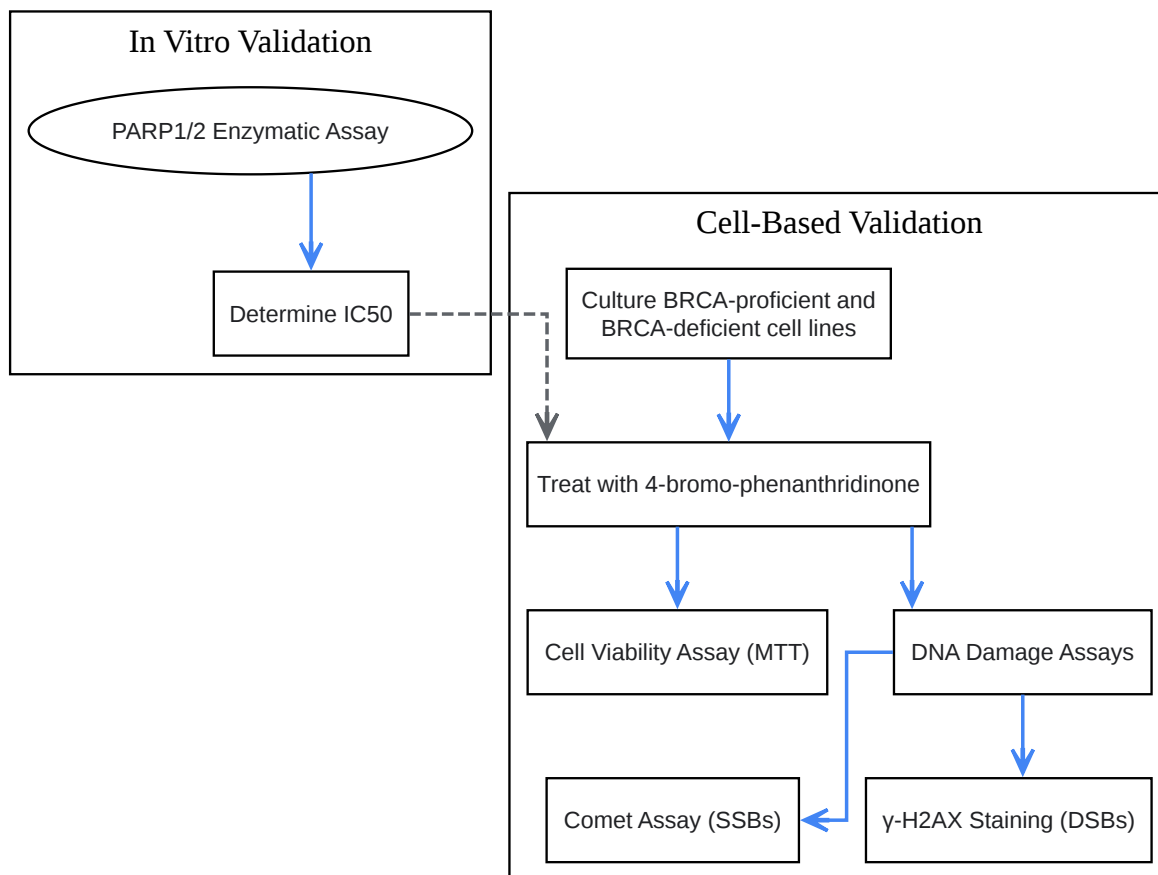 In Vitro Validation
PARP1/2 Enzymatic Assay
Determine IC50
Cell-Based Validation
Culture BRCA-proficient and
BRCA-deficient cell lines
Treat with 4-bromo-phenanthridinone
Cell Viability Assay (MTT)
DNA Damage Assays
Comet Assay (SSBs)
γ-H2AX Staining (DSBs)